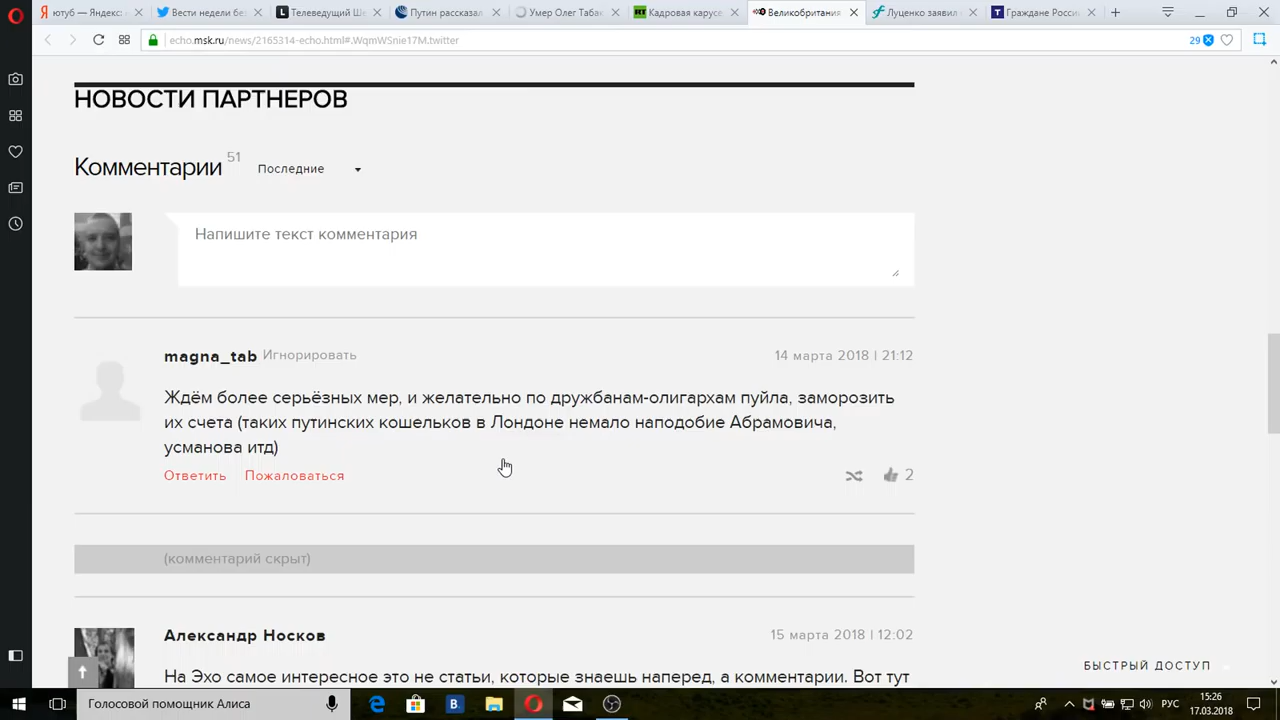 ютуб — Яндекс
Вести недели без
Телеведущий Ше
Путин рассказал
Умер Олег Табак
Кадровая карусе
Великобритания
Луценко заявил о
Граждане Росси
echo.msk.ru/news/2165314-echo.html#.WqmWSnie17M.twitter
29
НОВОСТИ ПАРТНЕРОВ
Комментарии 51 Последние
Напишите текст комментария
magna_tab Игнорировать 14 марта 2018 | 21:12
Ждём более серьёзных мер, и желательно по дружбанам-олигархам пуйла, заморозить
их счета (таких путинских кошельков в Лондоне немало наподобие Абрамовича,
усманова итд)
Ответить Пожаловаться 2
(комментарий скрыт)
Александр Носков 15 марта 2018 | 12:02
На Эхо самое интересное это не статьи, которые знаешь наперед, а комментарии. Вот тут
БЫСТРЫЙ ДОСТУП
Голосовой помощник Алиса
РУС
15:26
17.03.2018